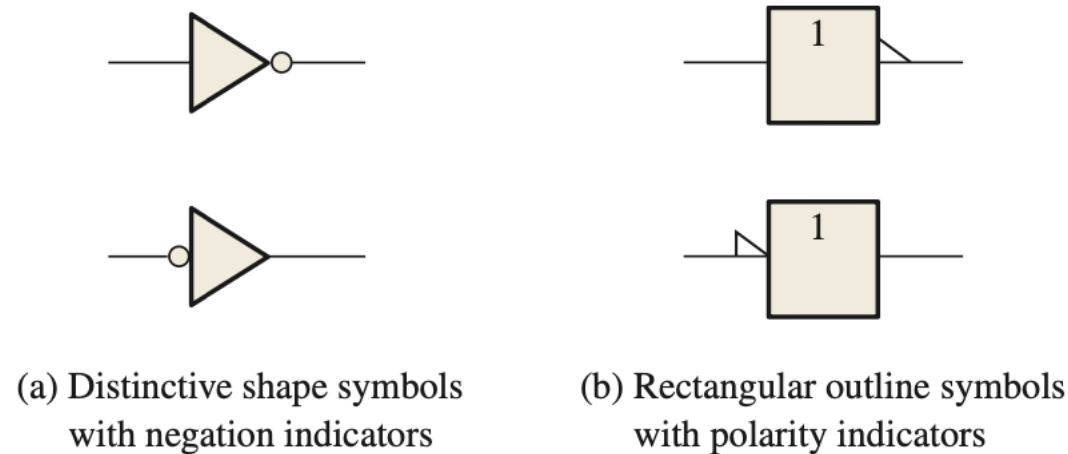 1
1
(a) Distinctive shape symbols
with negation indicators
(b) Rectangular outline symbols
with polarity indicators